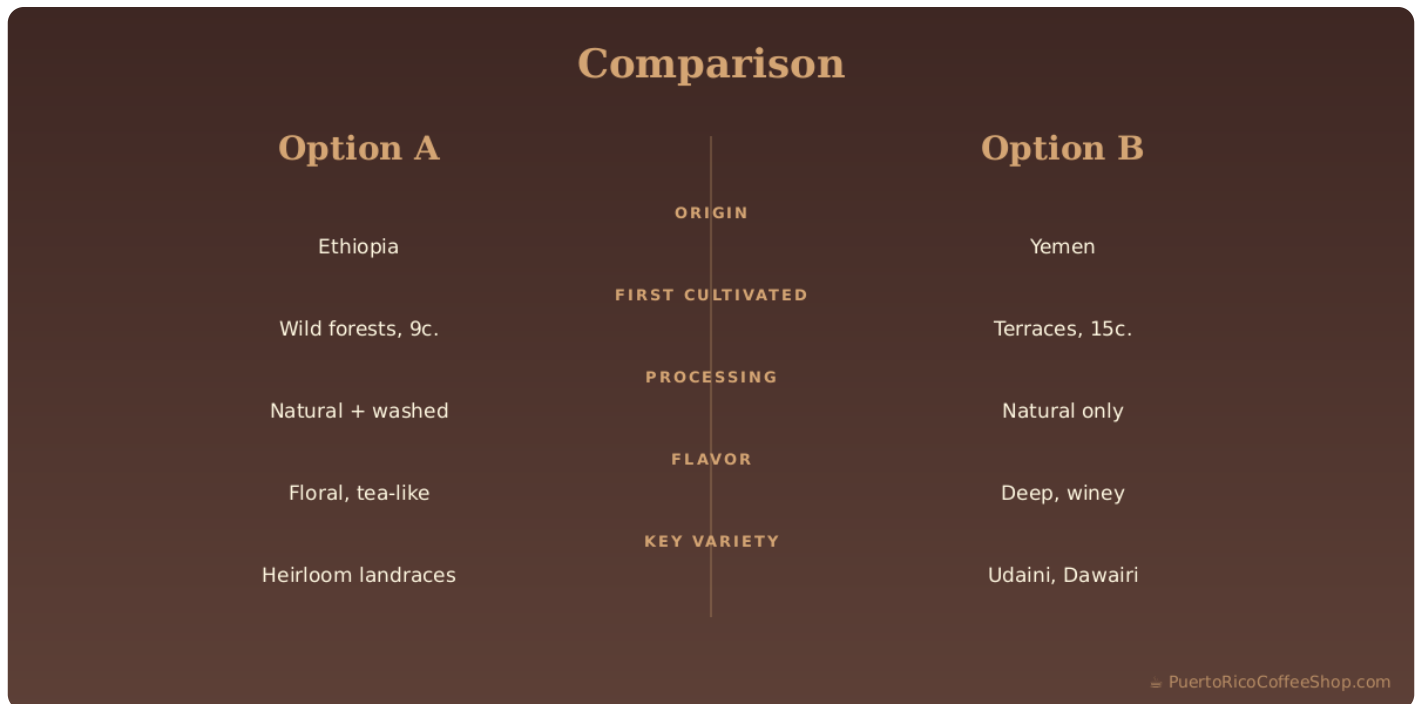 Comparison
Option A
Option B
ORIGIN
Ethiopia
Yemen
FIRST CULTIVATED
Wild forests, 9c.
Terraces, 15c.
PROCESSING
Natural + washed
Natural only
FLAVOR
Floral, tea-like
Deep, winey
KEY VARIETY
Heirloom landraces
Udaini, Dawairi
☕ PuertoRicoCoffeeShop.com